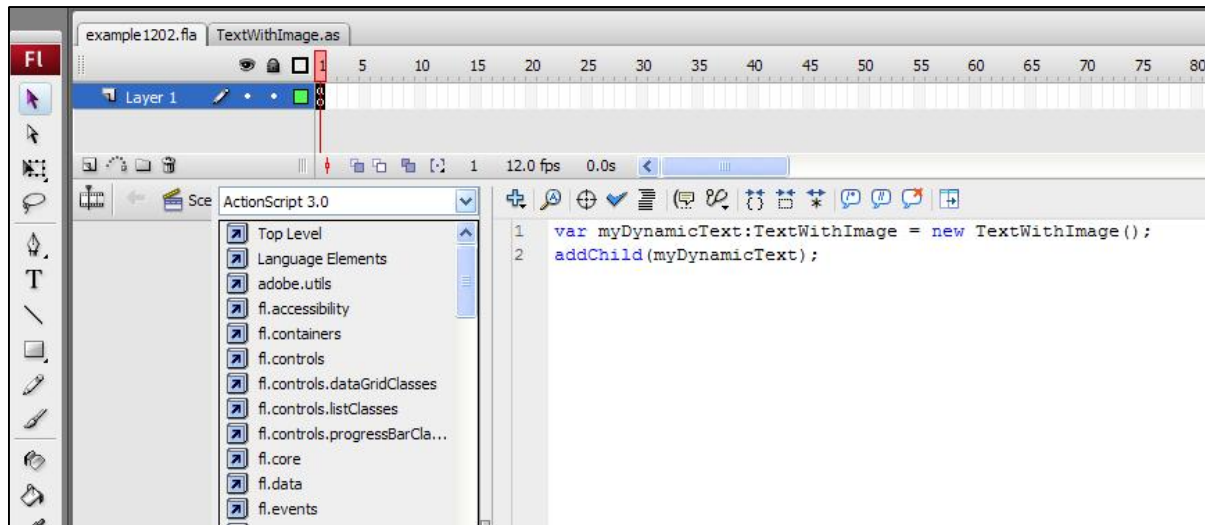 example1202.fla TextWithImage.as
Fl
1 5 10 15 20 25 30 35 40 45 50 55 60 65 70 75 80
Layer 1
1 12.0 fps 0.0s
Sce ActionScript 3.0
Top Level
Language Elements
adobe.utils
fl.accessibility
fl.containers
fl.controls
fl.controls.dataGridClasses
fl.controls.listClasses
fl.controls.progressBarCla...
fl.core
fl.data
fl.events
1 var myDynamicText:TextWithImage = new TextWithImage();
2 addChild(myDynamicText);